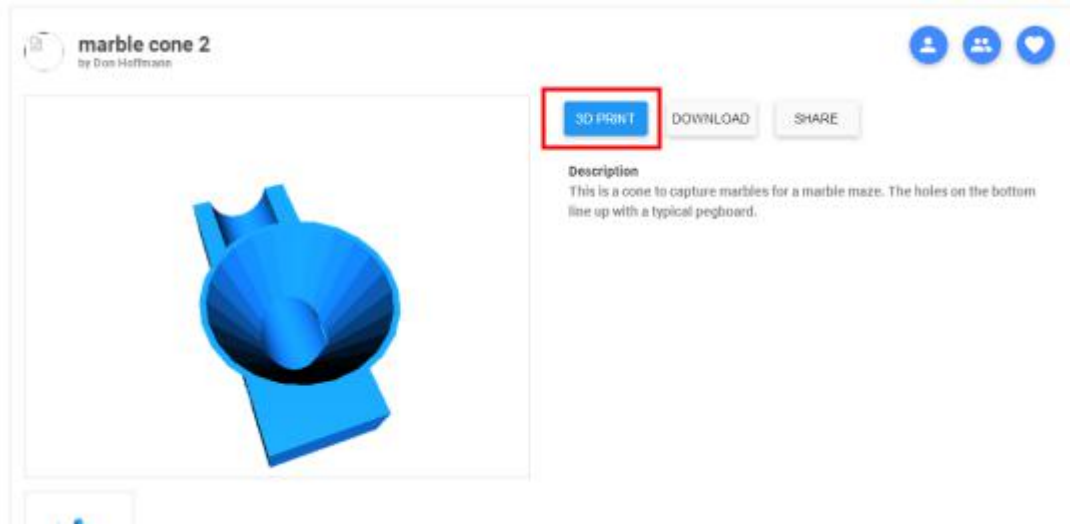 marble cone 2
by Don Hoffmann
3D PRINT
DOWNLOAD
SHARE
Description
This is a cone to capture marbles for a marble maze. The holes on the bottom
line up with a typical pegboard.